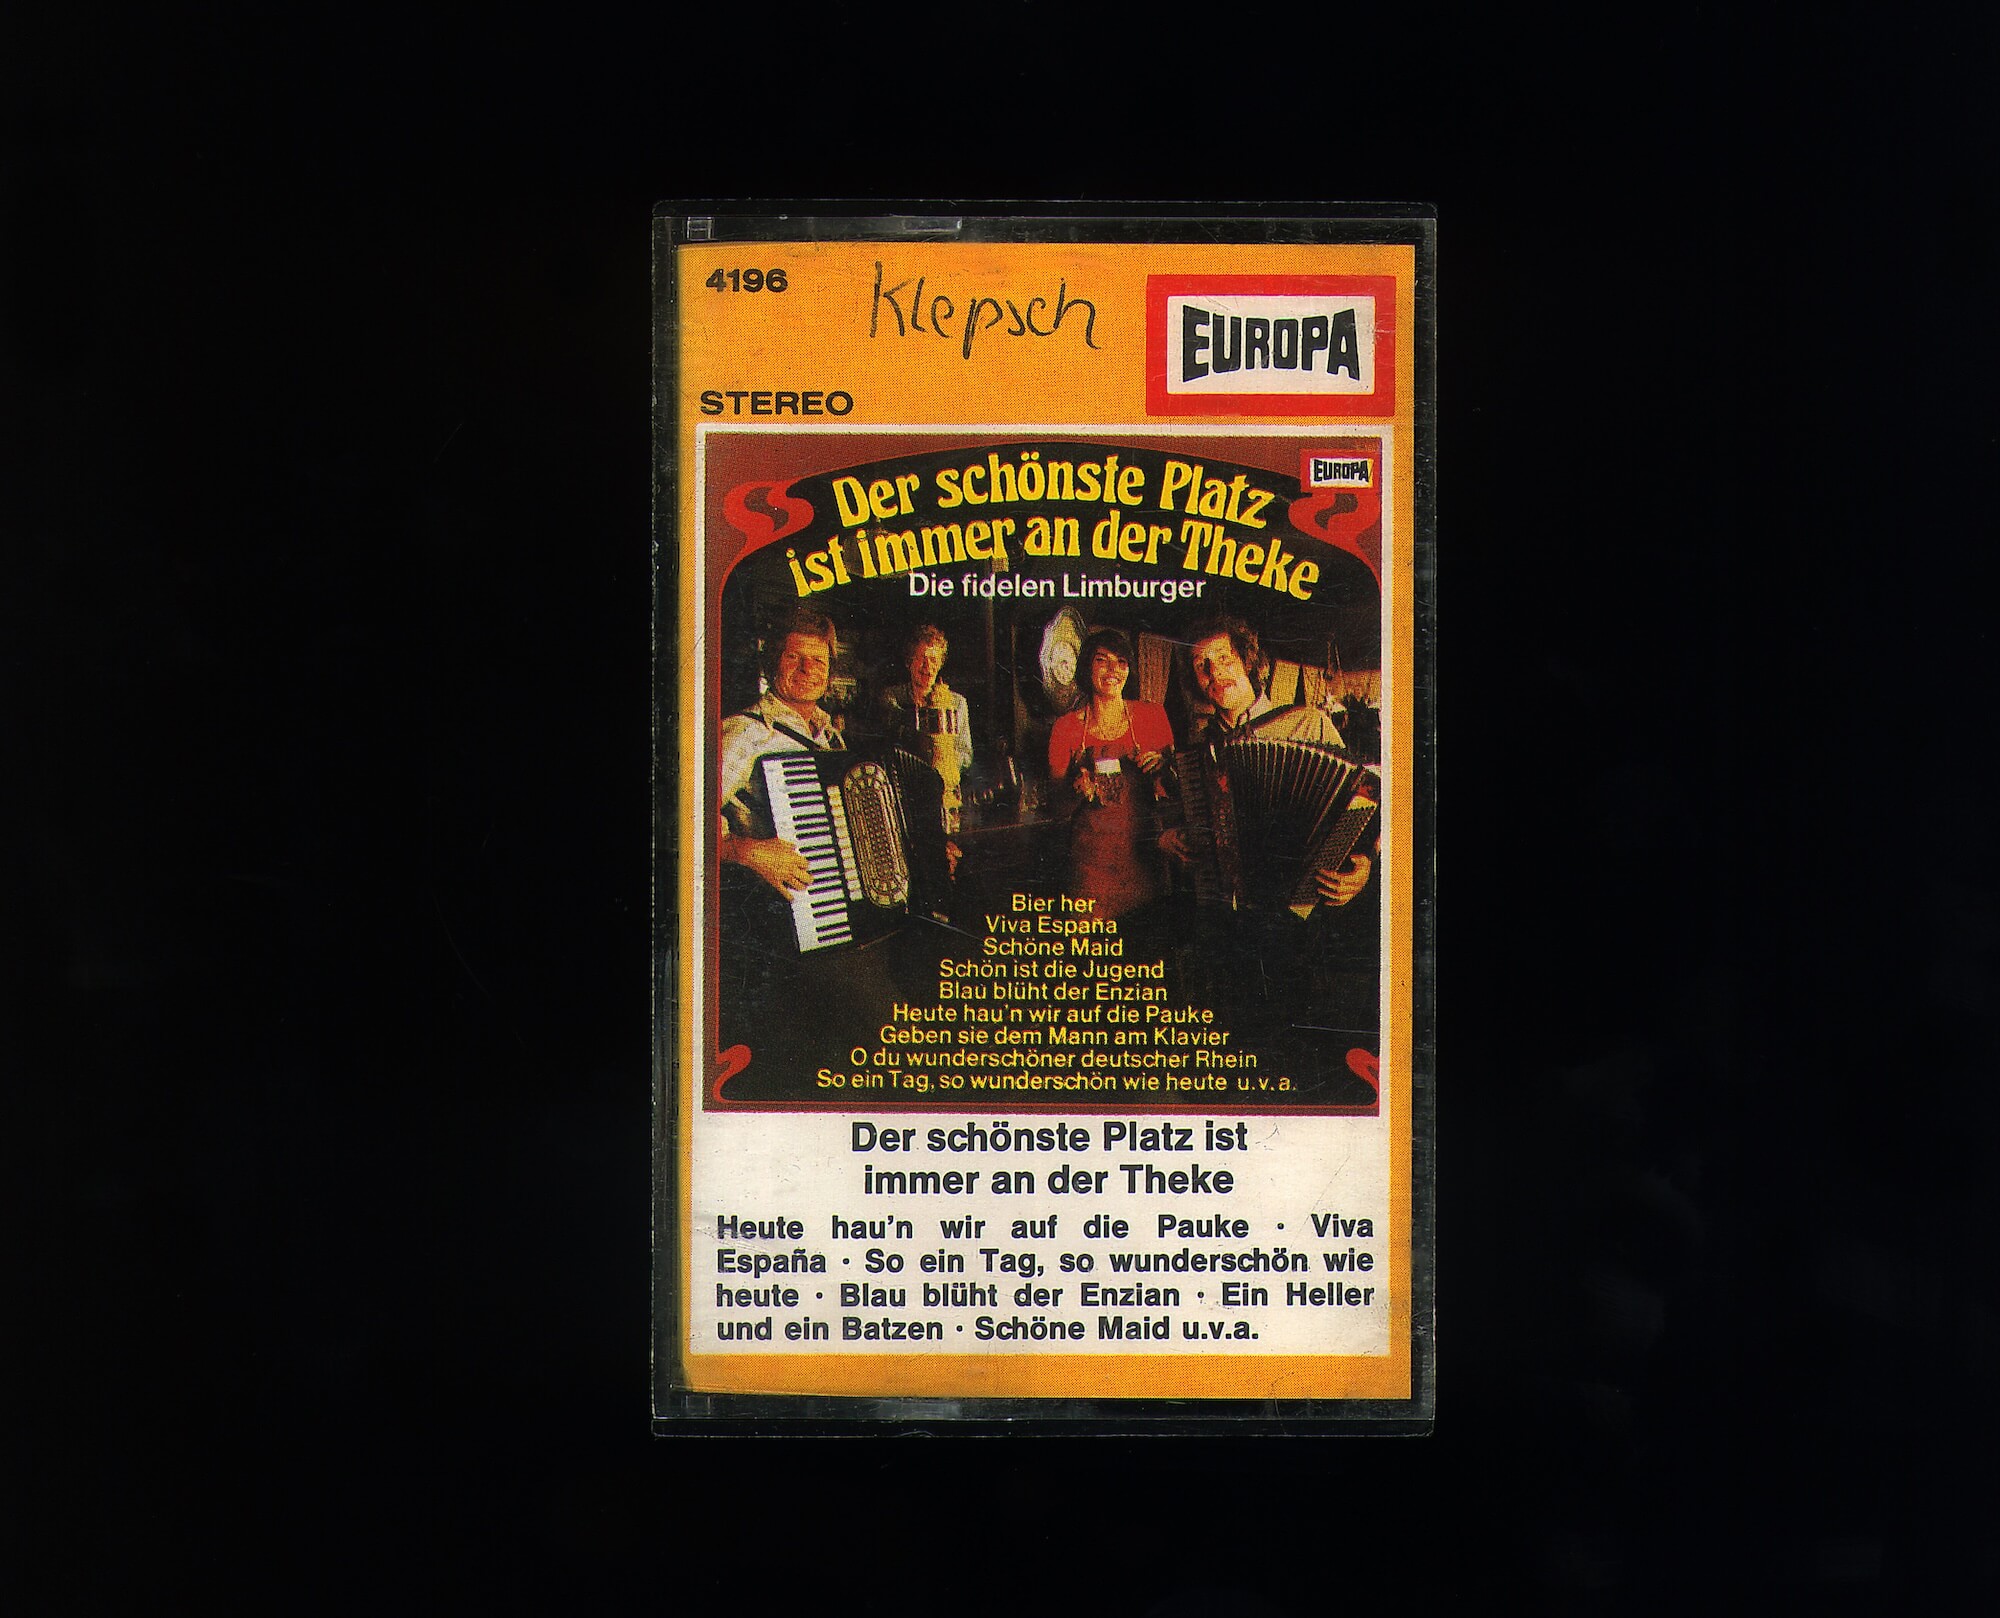 4196
Klepsch
EUROPA
STEREO
EUROPA
Der schönste Platz
ist immer an der Theke
Die fidelen Limburger
Bier her
Viva España
Schöne Maid
Schön ist die Jugend
Blau blüht der Enzian
Heute hau'n wir auf die Pauke
Geben sie dem Mann am Klavier
O du wunderschöner deutscher Rhein
So ein Tag, so wunderschön wie heute u.v.a.
Der schönste Platz ist
immer an der Theke
Heute hau'n wir auf die Pauke · Viva
España · So ein Tag, so wunderschön wie
heute · Blau blüht der Enzian · Ein Heller
und ein Batzen · Schöne Maid u.v.a.